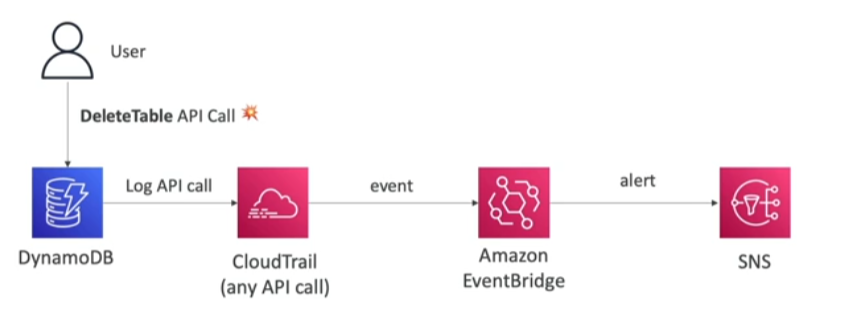 User
DeleteTable API Call 💥
Log API call
event
alert
DynamoDB
CloudTrail
(any API call)
Amazon
EventBridge
SNS